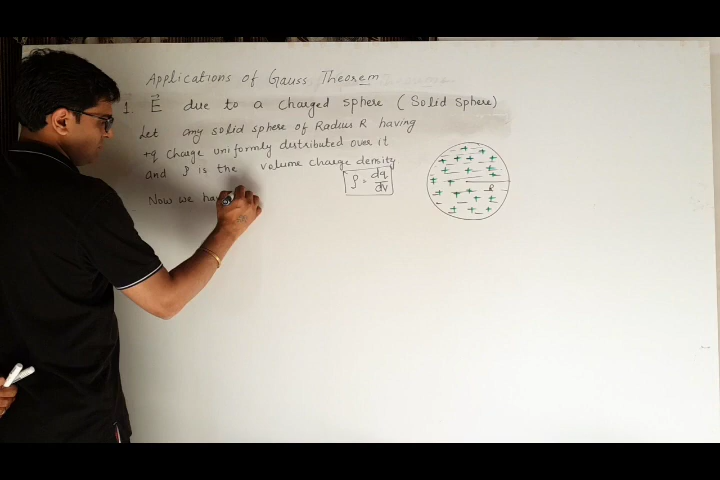 Applications of Gauss Theorem
1. E due to a charged sphere (Solid Sphere)
Let any solid sphere of Radius R having
+q charge uniformly distributed over it
and ρ is the volume charge density
ρ = dq/dv
R
Now we ha